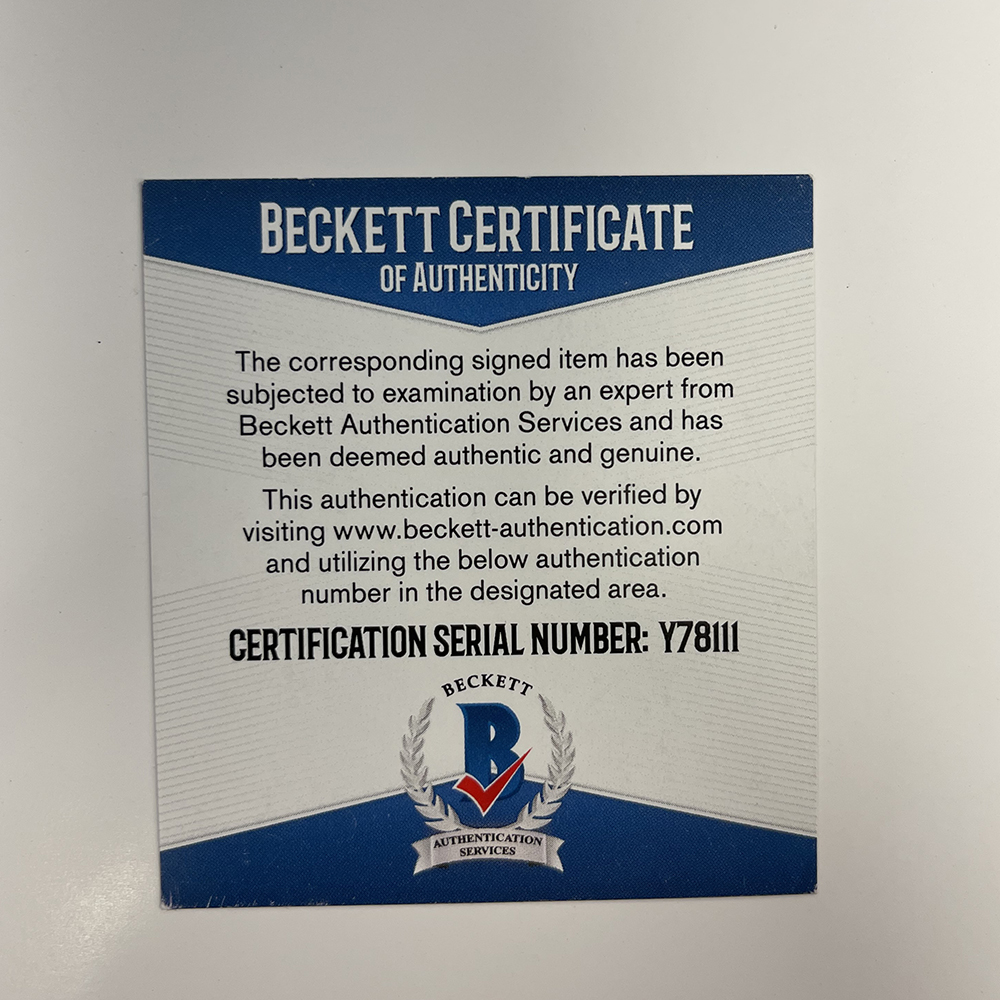 BECKETT CERTIFICATE
OF AUTHENTICITY
The corresponding signed item has been
subjected to examination by an expert from
Beckett Authentication Services and has
been deemed authentic and genuine.
This authentication can be verified by
visiting www.beckett-authentication.com
and utilizing the below authentication
number in the designated area.
CERTIFICATION SERIAL NUMBER: Y78111
BECKETT
B
AUTHENTICATION
SERVICES